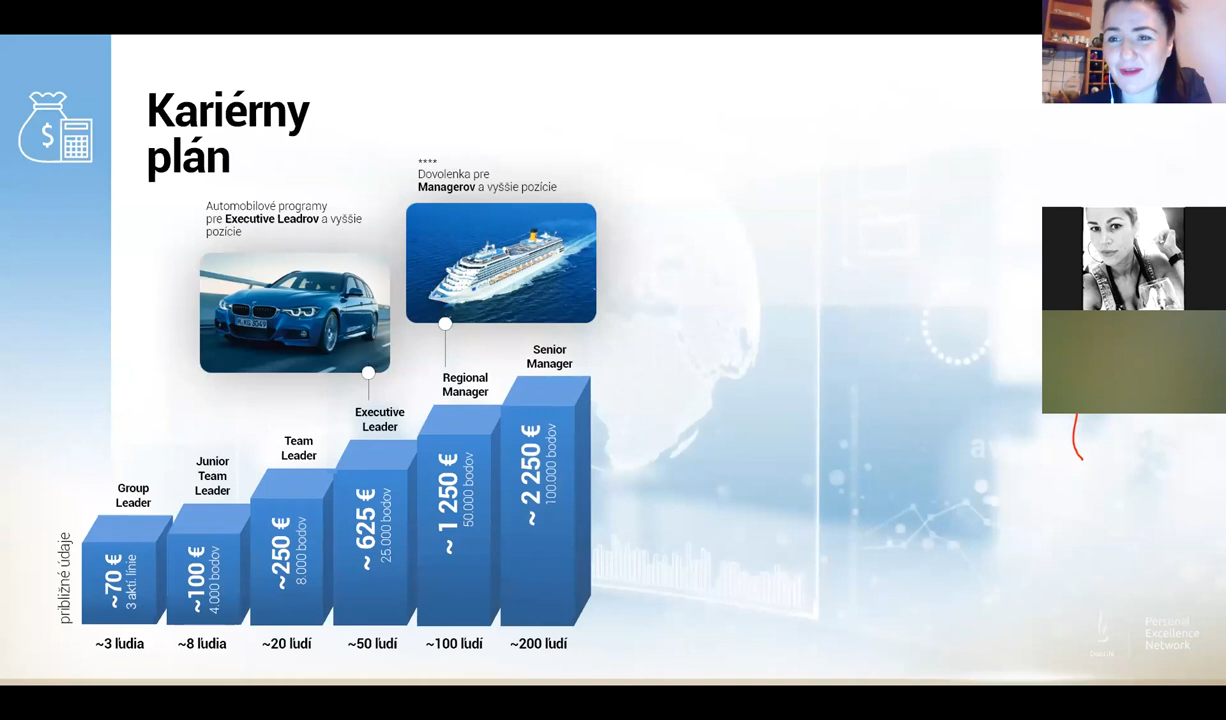 Kariérny
plán
Automobilové programy
pre Executive Leadrov a vyššie
pozície
****
Dovolenka pre
Managerov a vyššie pozície
Group
Leader
Junior
Team
Leader
Team
Leader
Executive
Leader
Regional
Manager
Senior
Manager
približné údaje
~70 €
3 aktí. línie
~100 €
4.000 bodov
~250 €
8.000 bodov
~ 625 €
25.000 bodov
~ 1 250 €
50.000 bodov
~ 2 250 €
100.000 bodov
~3 ľudia
~8 ľudia
~20 ľudí
~50 ľudí
~100 ľudí
~200 ľudí
Personal
Excellence
Network